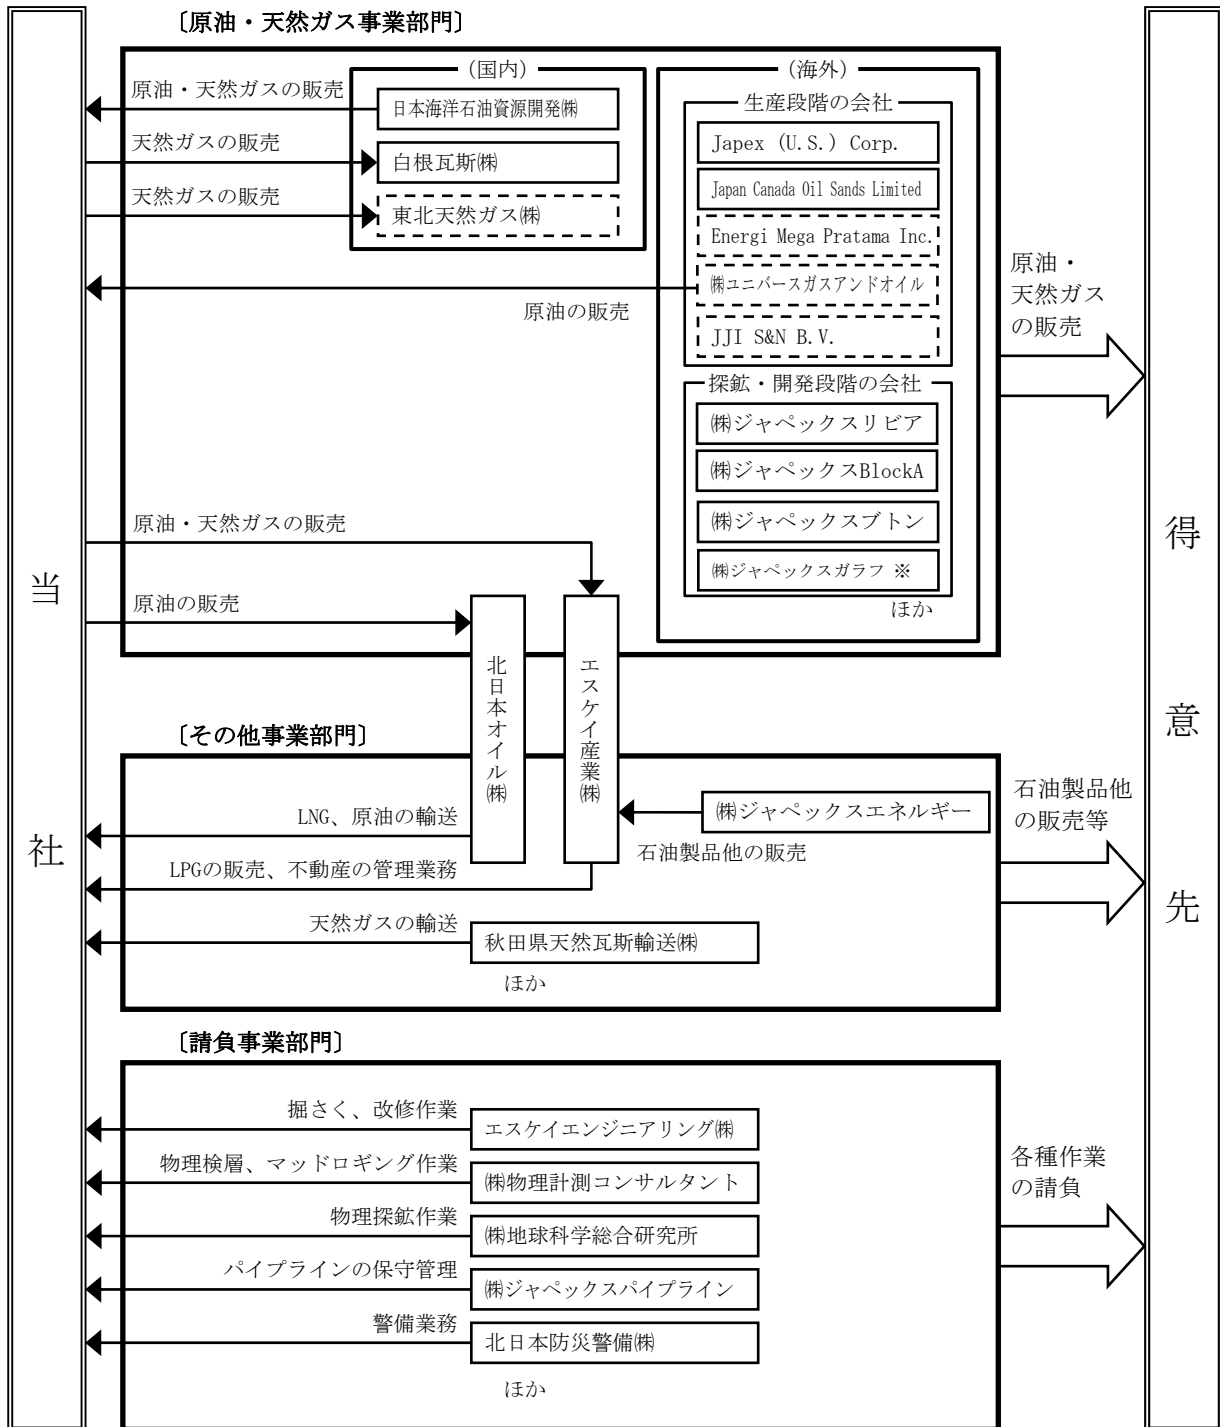 〔原油・天然ガス事業部門〕
当社
得意先
(国内)
原油・天然ガスの販売
日本海洋石油資源開発㈱
天然ガスの販売
白根瓦斯㈱
天然ガスの販売
東北天然ガス㈱
(海外)
生産段階の会社
Japex (U.S.) Corp.
Japan Canada Oil Sands Limited
Energi Mega Pratama Inc.
㈱ユニバースガスアンドオイル
原油の販売
JJI S&N B.V.
探鉱・開発段階の会社
㈱ジャペックスリビア
㈱ジャペックスBlockA
㈱ジャペックスブトン
㈱ジャペックスガラフ ※
ほか
原油・
天然ガス
の販売
原油・天然ガスの販売
原油の販売
北日本オイル㈱
エスケイ産業㈱
〔その他事業部門〕
LNG、原油の輸送
㈱ジャペックスエネルギー
石油製品他の販売
LPGの販売、不動産の管理業務
天然ガスの輸送
秋田県天然瓦斯輸送㈱
ほか
石油製品他
の販売等
〔請負事業部門〕
掘さく、改修作業
エスケイエンジニアリング㈱
物理検層、マッドロギング作業
㈱物理計測コンサルタント
物理探鉱作業
㈱地球科学総合研究所
パイプラインの保守管理
㈱ジャペックスパイプライン
警備業務
北日本防災警備㈱
ほか
各種作業
の請負